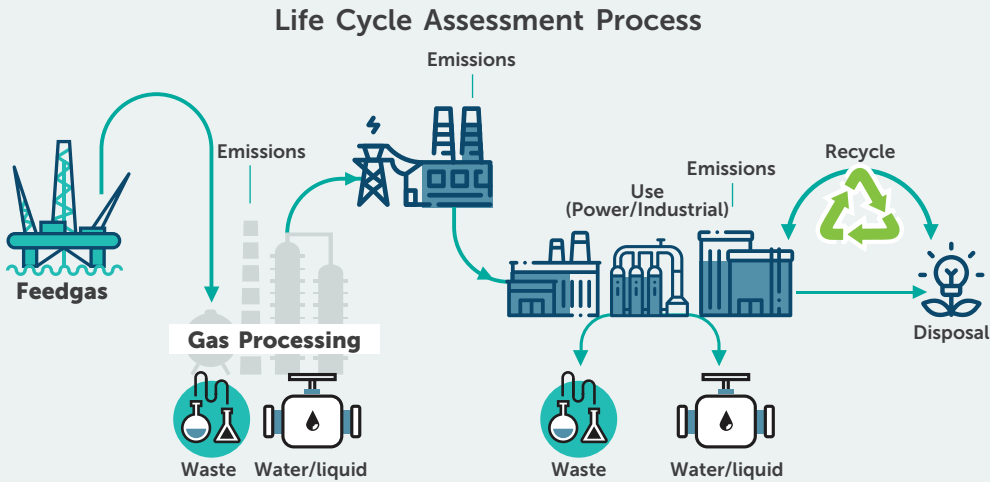 Life Cycle Assessment Process
Emissions
Emissions
Recycle
Emissions
Use
(Power/Industrial)
Feedgas
Gas Processing
Disposal
Waste
Water/liquid
Waste
Water/liquid